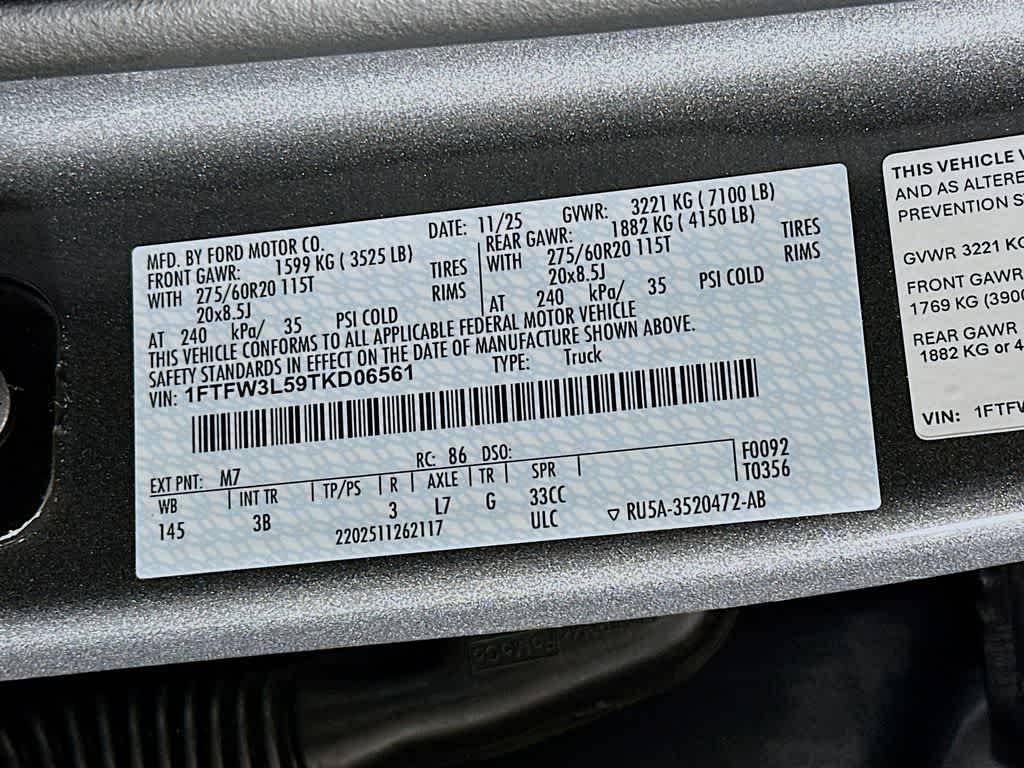 MFD. BY FORD MOTOR CO.
DATE: 11/25
GVWR: 3221 KG ( 7100 LB)
FRONT GAWR: 1599 KG ( 3525 LB)
WITH 275/60R20 115T TIRES
20x8.5J RIMS
AT 240 kPa/ 35 PSI COLD
REAR GAWR: 1882 KG ( 4150 LB)
WITH 275/60R20 115T TIRES
20x8.5J RIMS
AT 240 kPa/ 35 PSI COLD
THIS VEHICLE CONFORMS TO ALL APPLICABLE FEDERAL MOTOR VEHICLE
SAFETY STANDARDS IN EFFECT ON THE DATE OF MANUFACTURE SHOWN ABOVE.
VIN: 1FTFW3L59TKD06561 TYPE: Truck
EXT PNT: M7 RC: 86 DSO:
WB INT TR TP/PS R AXLE TR SPR
145 3B 3 L7 G 33CC
2202511262117 ULC
F0092
T0356
▽ RU5A-3520472-AB
THIS VEHICLE
AND AS ALTERE
PREVENTION
GVWR 3221 KG
FRONT GAWR
1769 KG (390
REAR GAWR
1882 KG or 4
VIN: 1FTFW